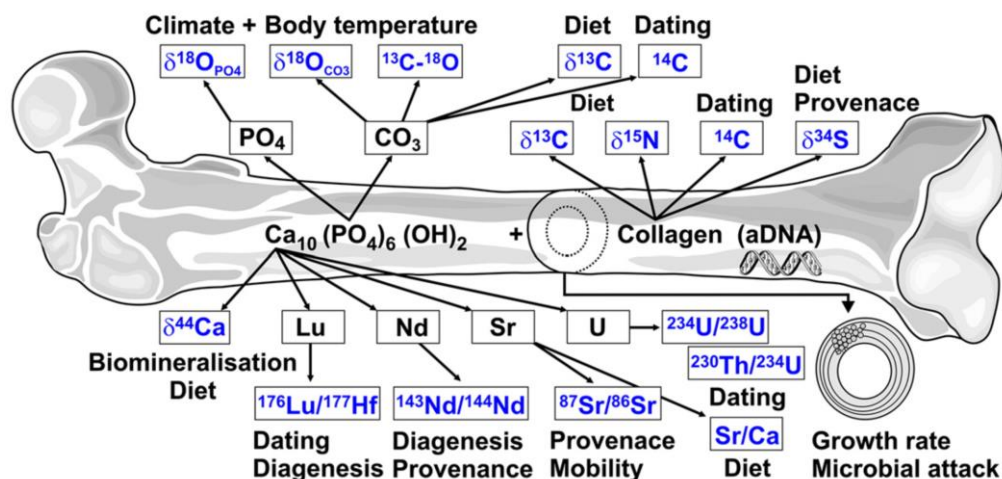 Climate + Body temperature
Diet
Dating
δ¹⁸O_PO4
δ¹⁸O_CO3
¹³C-¹⁸O
δ¹³C
¹⁴C
Diet
Dating
Diet
Provenace
PO₄
CO₃
δ¹³C
δ¹⁵N
¹⁴C
δ³⁴S
Ca₁₀ (PO₄)₆ (OH)₂ + Collagen (aDNA)
δ⁴⁴Ca
Lu
Nd
Sr
U
²³⁴U/²³⁸U
Biomineralisation
Diet
²³⁰Th/²³⁴U
Dating
¹⁷⁶Lu/¹⁷⁷Hf
¹⁴³Nd/¹⁴⁴Nd
⁸⁷Sr/⁸⁶Sr
Sr/Ca
Dating
Diagenesis
Diagenesis
Provenance
Provenace
Mobility
Diet
Growth rate
Microbial attack